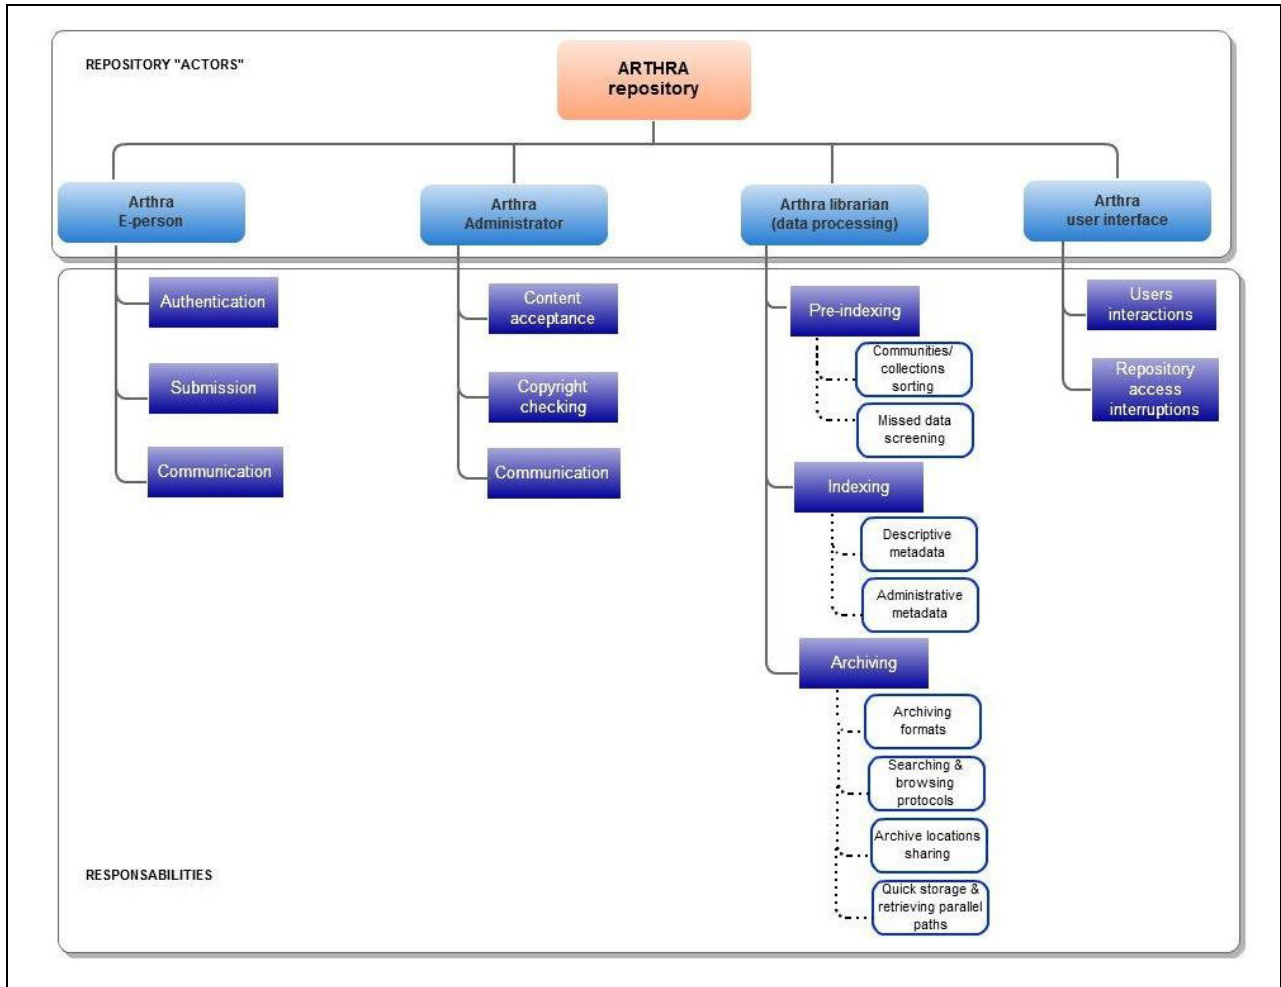 REPOSITORY "ACTORS"
ARTHRA
repository
Arthra
E-person
Arthra
Administrator
Arthra librarian
(data processing)
Arthra
user interface
Authentication
Submission
Communication
Content
acceptance
Copyright
checking
Communication
Pre-indexing
Communities/
collections
sorting
Missed data
screening
Indexing
Descriptive
metadata
Administrative
metadata
Archiving
Archiving
formats
Searching &
browsing
protocols
Archive locations
sharing
Quick storage &
retrieving parallel
paths
Users
interactions
Repository
access
interruptions
RESPONSABILITIES